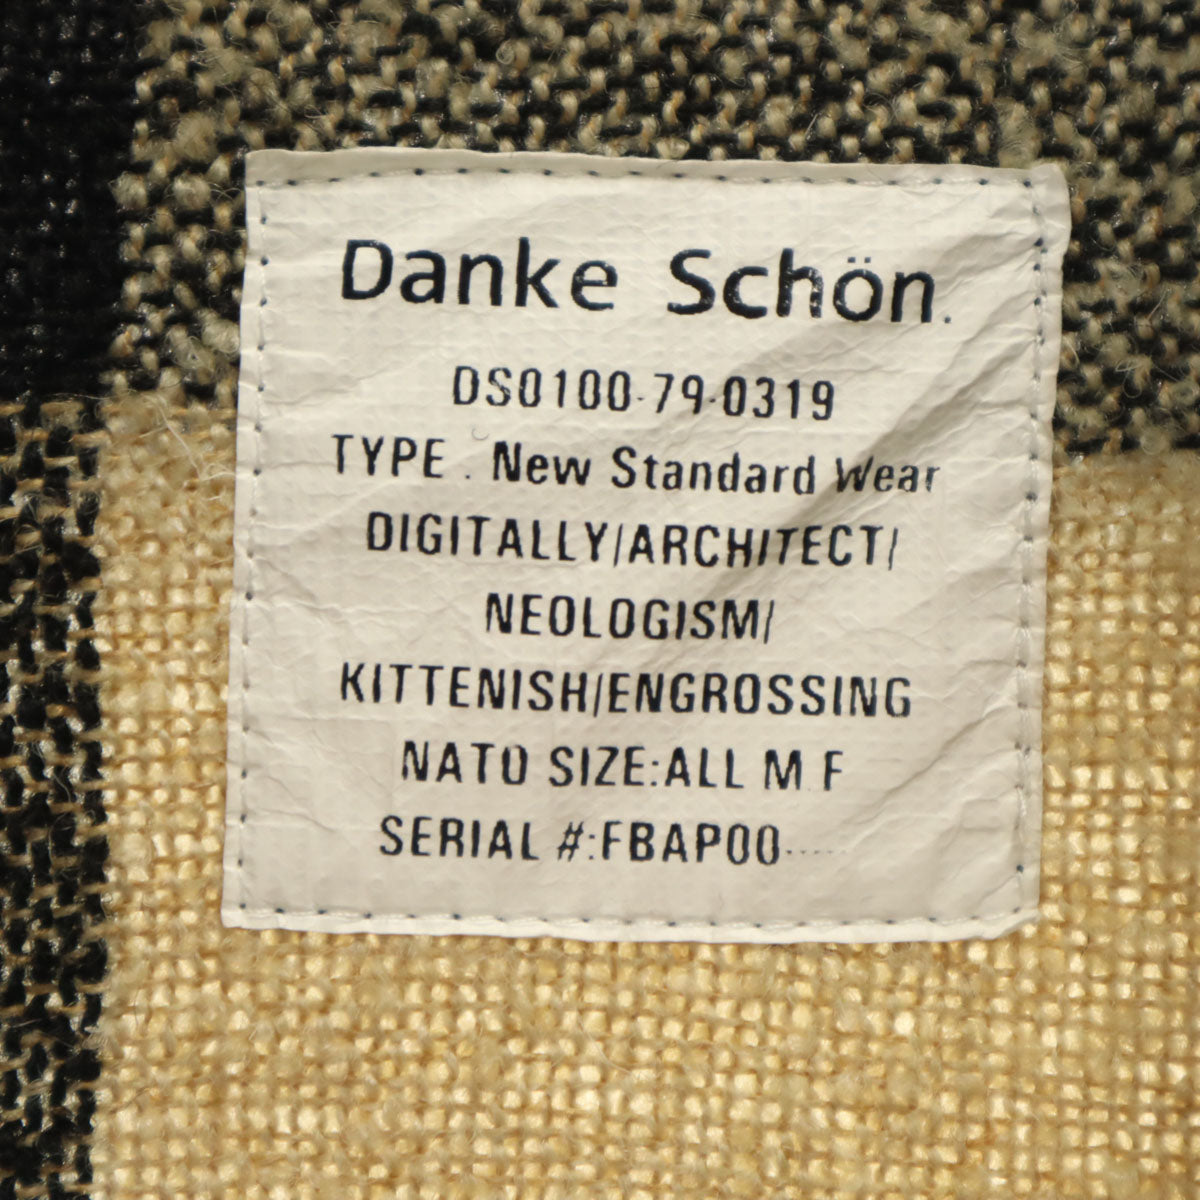 Danke Schön.
DS0100-79-0319
TYPE . New Standard Wear
DIGITALLY/ARCHITECT/
NEOLOGISM/
KITTENISH/ENGROSSING
NATO SIZE:ALL M.F
SERIAL #:FBAP00-----